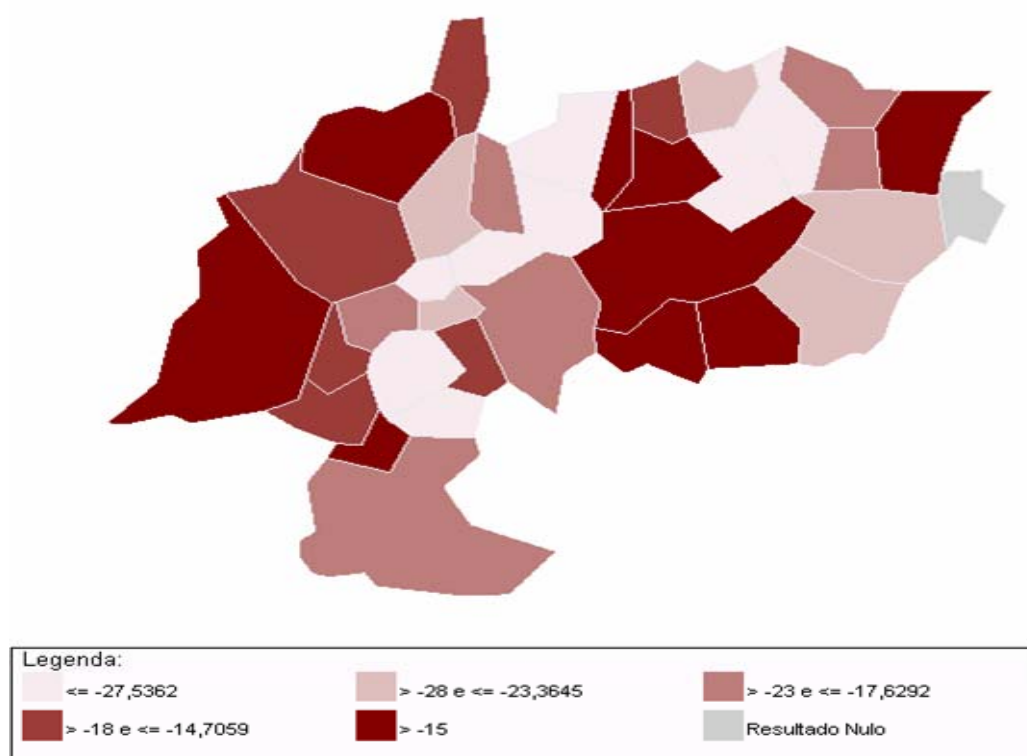 Legenda:
<= -27,5362
> -28 e <= -23,3645
> -23 e <= -17,6292
> -18 e <= -14,7059
> -15
Resultado Nulo